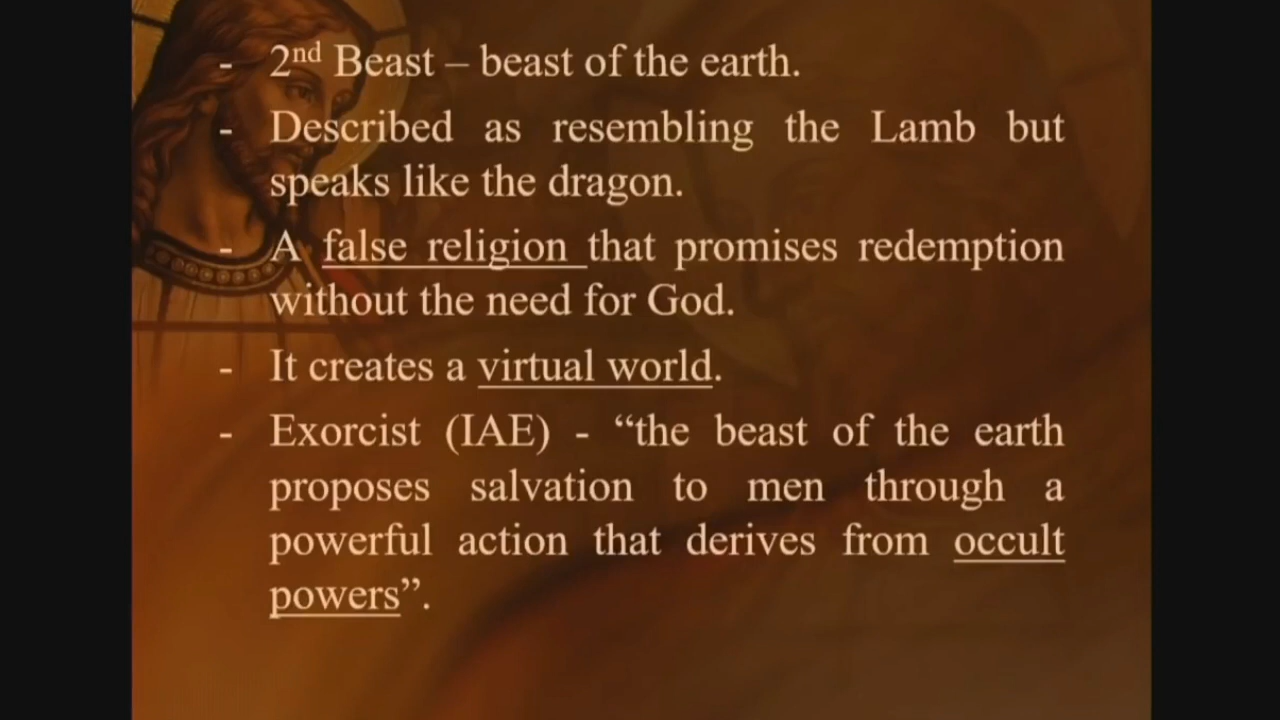 - 2nd Beast – beast of the earth.
- Described as resembling the Lamb but
speaks like the dragon.
- A false religion that promises redemption
without the need for God.
- It creates a virtual world.
- Exorcist (IAE) - “the beast of the earth
proposes salvation to men through a
powerful action that derives from occult
powers”.